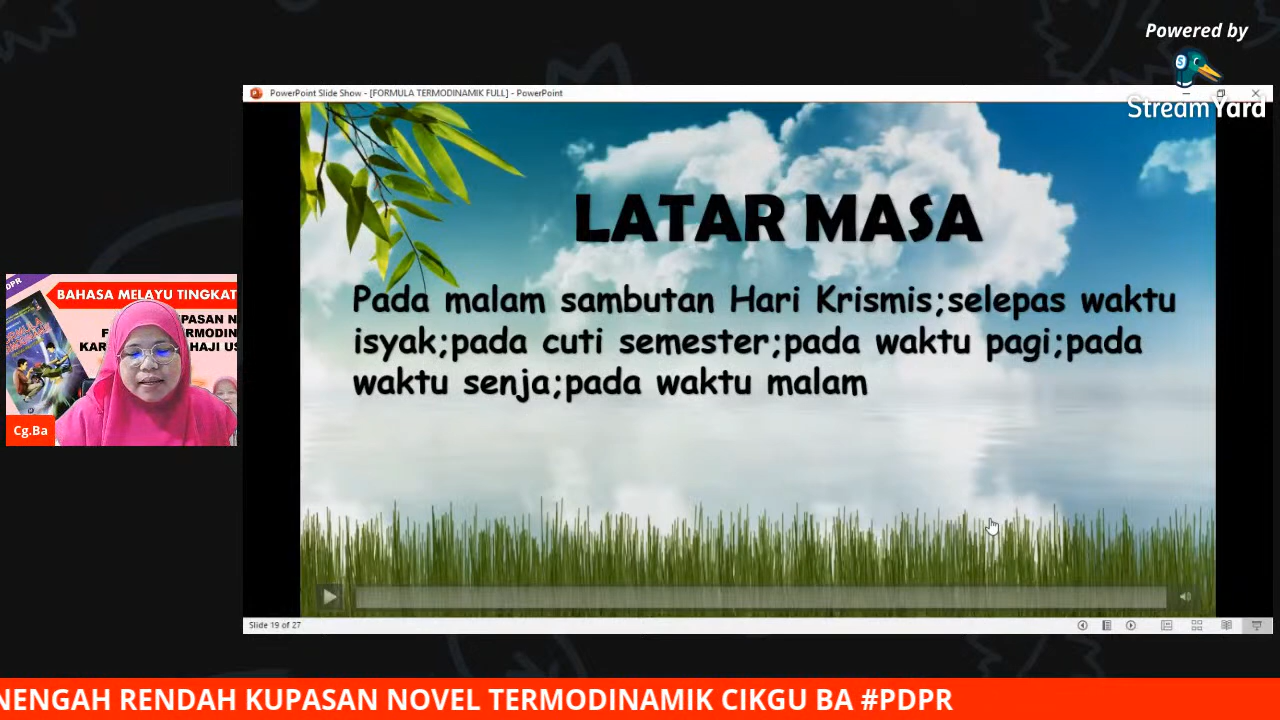 Powered by
StreamYard
PowerPoint Slide Show - [FORMULA TERMODINAMIK FULL] - PowerPoint
LATAR MASA
Pada malam sambutan Hari Krismis;selepas waktu
isyak;pada cuti semester;pada waktu pagi;pada
waktu senja;pada waktu malam
BAHASA MELAYU TINGKAT
HAJI
Cg.Ba
Slide 19 of 27
RENDAH KUPASAN NOVEL TERMODINAMIK CIKGU BA #PDPR